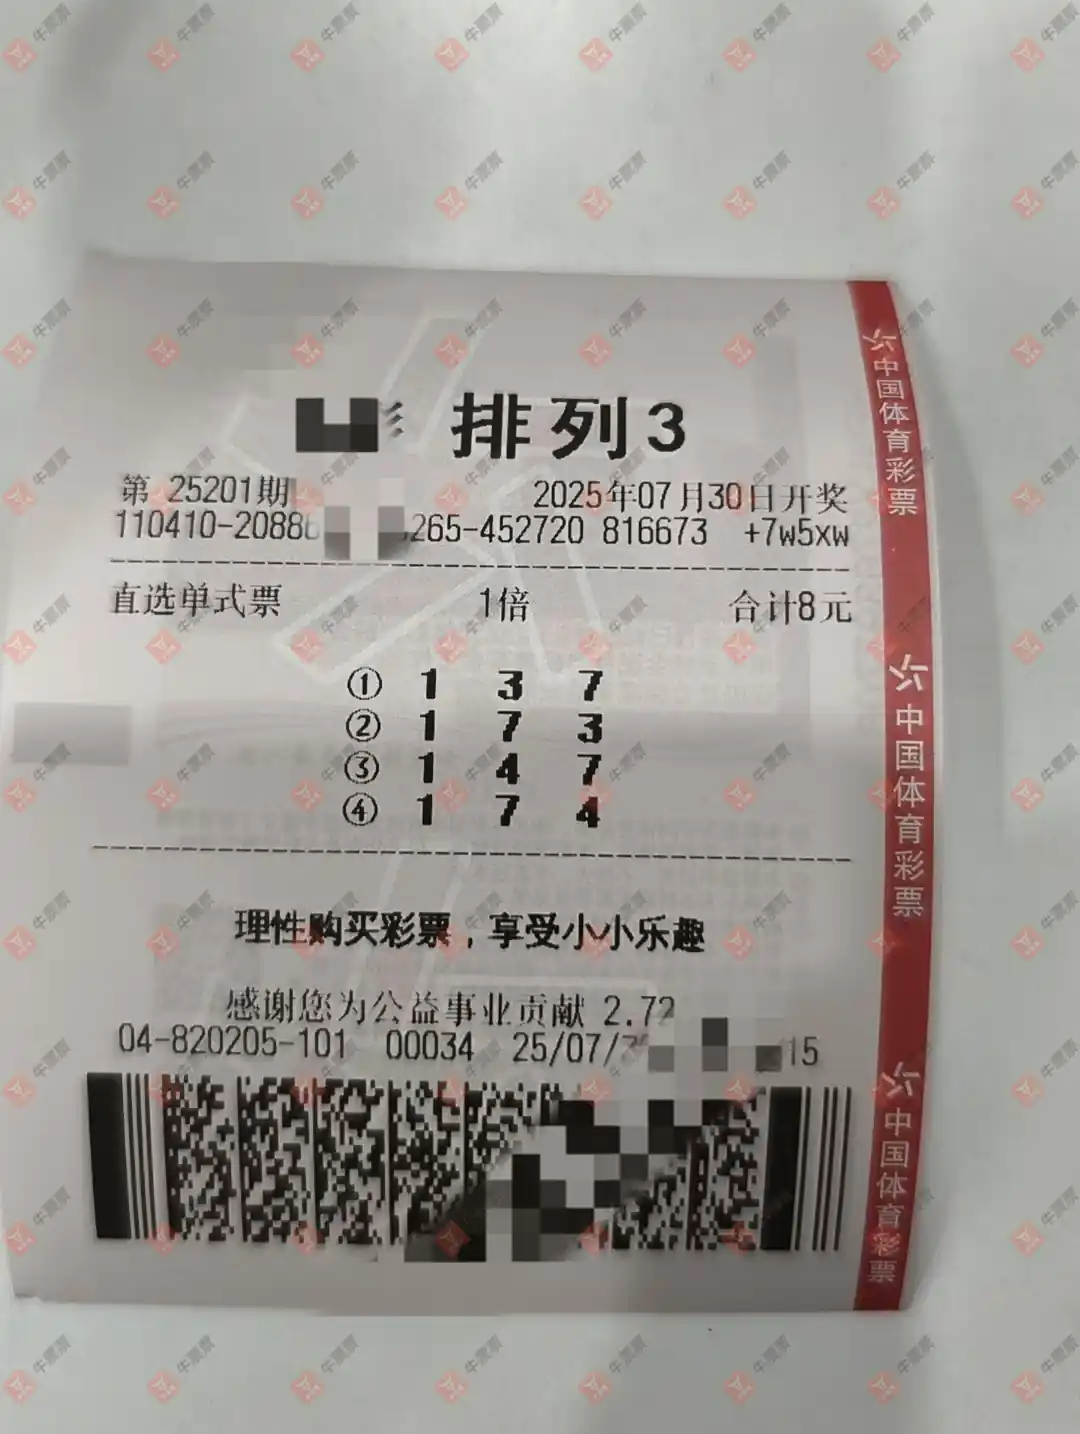 彩 排列3
第 25201期 2025年07月30日开奖
110410-2088 265-452720 816673 +7w5xw
直选单式票 1倍 合计8元
① 1 3 7
② 1 7 3
③ 1 4 7
④ 1 7 4
理性购买彩票，享受小小乐趣
感谢您为公益事业贡献 2.72
04-820205-101 00034 25/07/ 15
中国体育彩票
中国体育彩票
中国体育彩票
牛票票